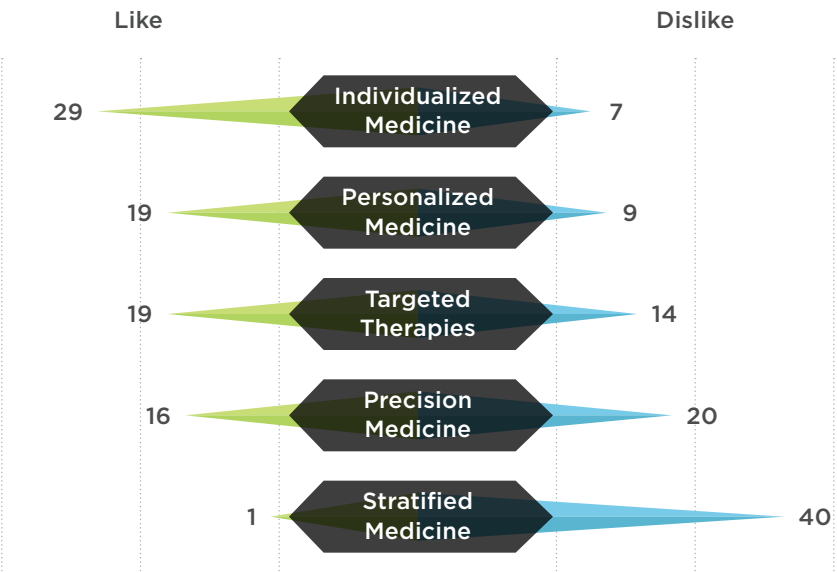 Like Dislike
Individualized
Medicine
29 7
Personalized
Medicine
19 9
Targeted
Therapies
19 14
Precision
Medicine
16 20
Stratified
Medicine
1 40